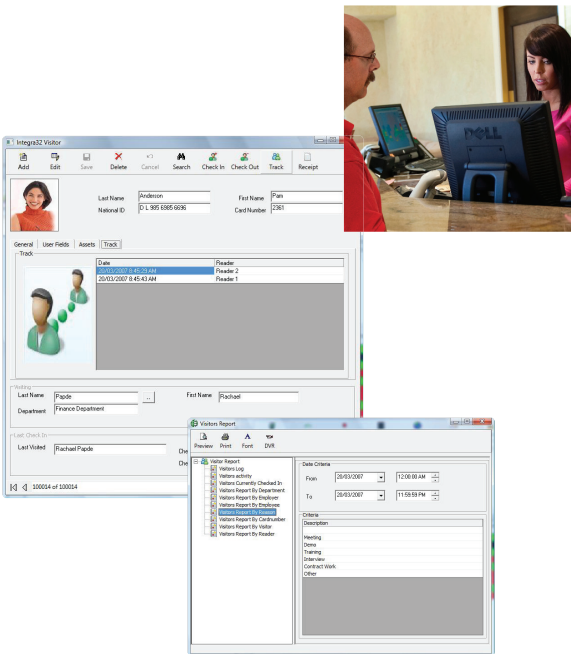 DELL
Integra32 Visitor
Add Edit Save Delete Cancel Search Check In Check Out Track Receipt
Last Name Anderson First Name Pam
National ID D L 985 6985 6696 Card Number 2361
General User Fields Assets Track
Track
Date Reader
20/03/2007 8:45:29 AM Reader 2
20/03/2007 8:45:43 AM Reader 1
Visiting
Last Name Papde .. First Name Rachael
Department Finance Department
Last Check In
Last Visited Rachael Papde Che
Che
100014 of 100014
Visitors Report
Preview Print Font DVR
Visitor Report
Visitors Log
Visitors activity
Visitors Currently Checked In
Visitors Report By Department
Visitors Report By Employer
Visitors Report By Employee
Visitors Report By Reason
Visitors Report By Cardnumber
Visitors Report By Visitor
Visitors Report By Reader
Date Criteria
From 20/03/2007 12:00:00 AM
To 20/03/2007 11:59:59 PM
Criteria
Description
Meeting
Demo
Training
Interview
Contract Work
Other